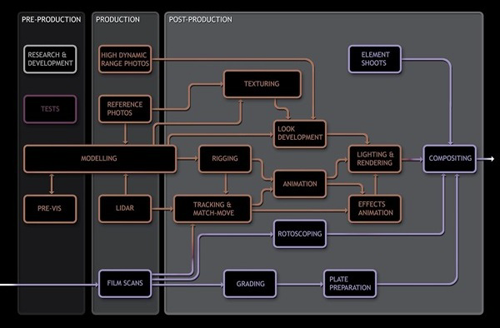 PRE-PRODUCTION
PRODUCTION
POST-PRODUCTION
RESEARCH &
DEVELOPMENT
HIGH DYNAMIC
RANGE PHOTOS
ELEMENT
SHOOTS
TEXTURING
TESTS
REFERENCE
PHOTOS
LOOK
DEVELOPMENT
MODELLING
RIGGING
LIGHTING &
RENDERING
COMPOSITING
ANIMATION
PRE-VIS
LIDAR
TRACKING &
MATCH-MOVE
EFFECTS
ANIMATION
ROTOSCOPING
FILM SCANS
GRADING
PLATE
PREPARATION